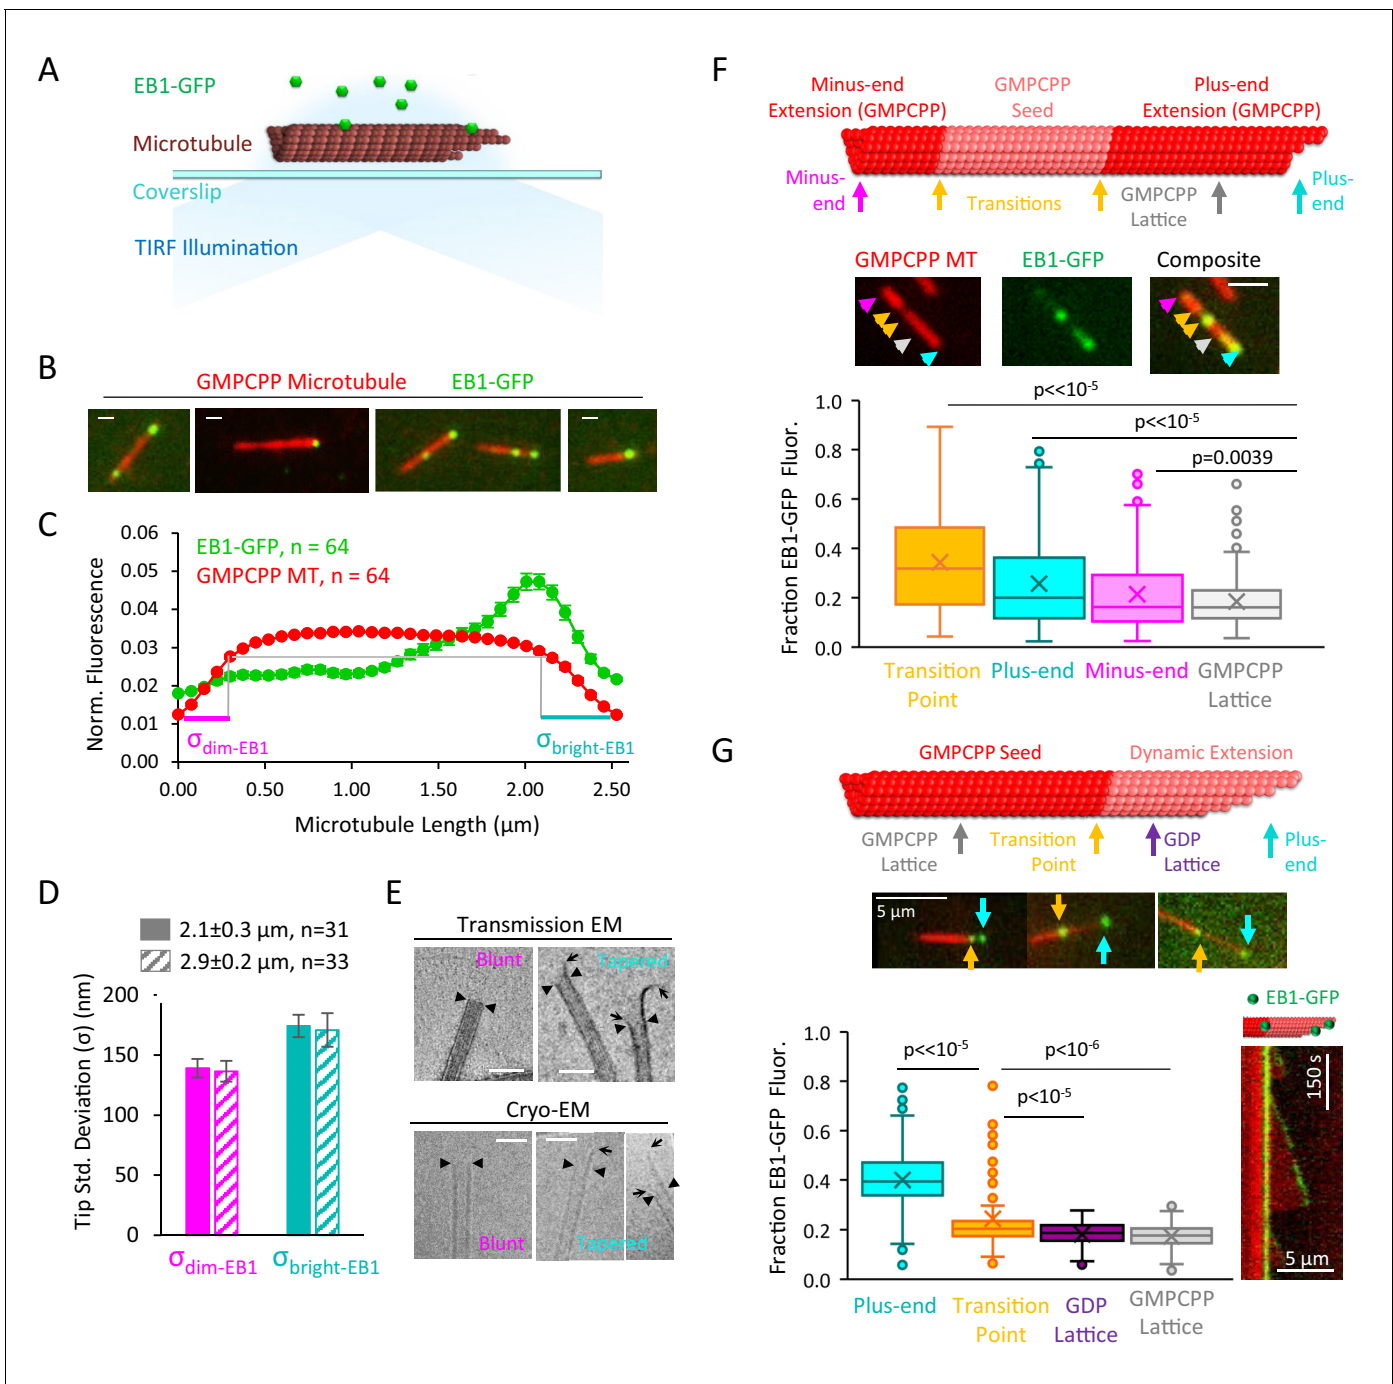 A
EB1-GFP
Microtubule
Coverslip
TIRF Illumination
B
GMPCPP Microtubule EB1-GFP
C
EB1-GFP, n = 64
GMPCPP MT, n = 64
Norm. Fluorescence
0.06
0.05
0.04
0.03
0.02
0.01
0.00
σdim-EB1
σbright-EB1
0.00 0.50 1.00 1.50 2.00 2.50
Microtubule Length (µm)
D
2.1±0.3 µm, n=31
2.9±0.2 µm, n=33
Tip Std. Deviation (σ) (nm)
200
150
100
50
0
σdim-EB1 σbright-EB1
E
Transmission EM
Blunt Tapered
Cryo-EM
Blunt Tapered
F
Minus-end
Extension (GMPCPP)
GMPCPP
Seed
Plus-end
Extension (GMPCPP)
Minus-
end
Transitions
GMPCPP
Lattice
Plus-
end
GMPCPP MT EB1-GFP Composite
Fraction EB1-GFP Fluor.
1.0
0.8
0.6
0.4
0.2
0.0
p<<10-5
p<<10-5
p=0.0039
Transition
Point
Plus-end
Minus-end
GMPCPP
Lattice
G
GMPCPP Seed Dynamic Extension
GMPCPP
Lattice
Transition
Point
GDP
Lattice
Plus-
end
5 µm
Fraction EB1-GFP Fluor.
1.0
0.8
0.6
0.4
0.2
0.0
p<<10-5
p<10-6
p<10-5
Plus-end
Transition
Point
GDP
Lattice
GMPCPP
Lattice
EB1-GFP
150 s
5 µm